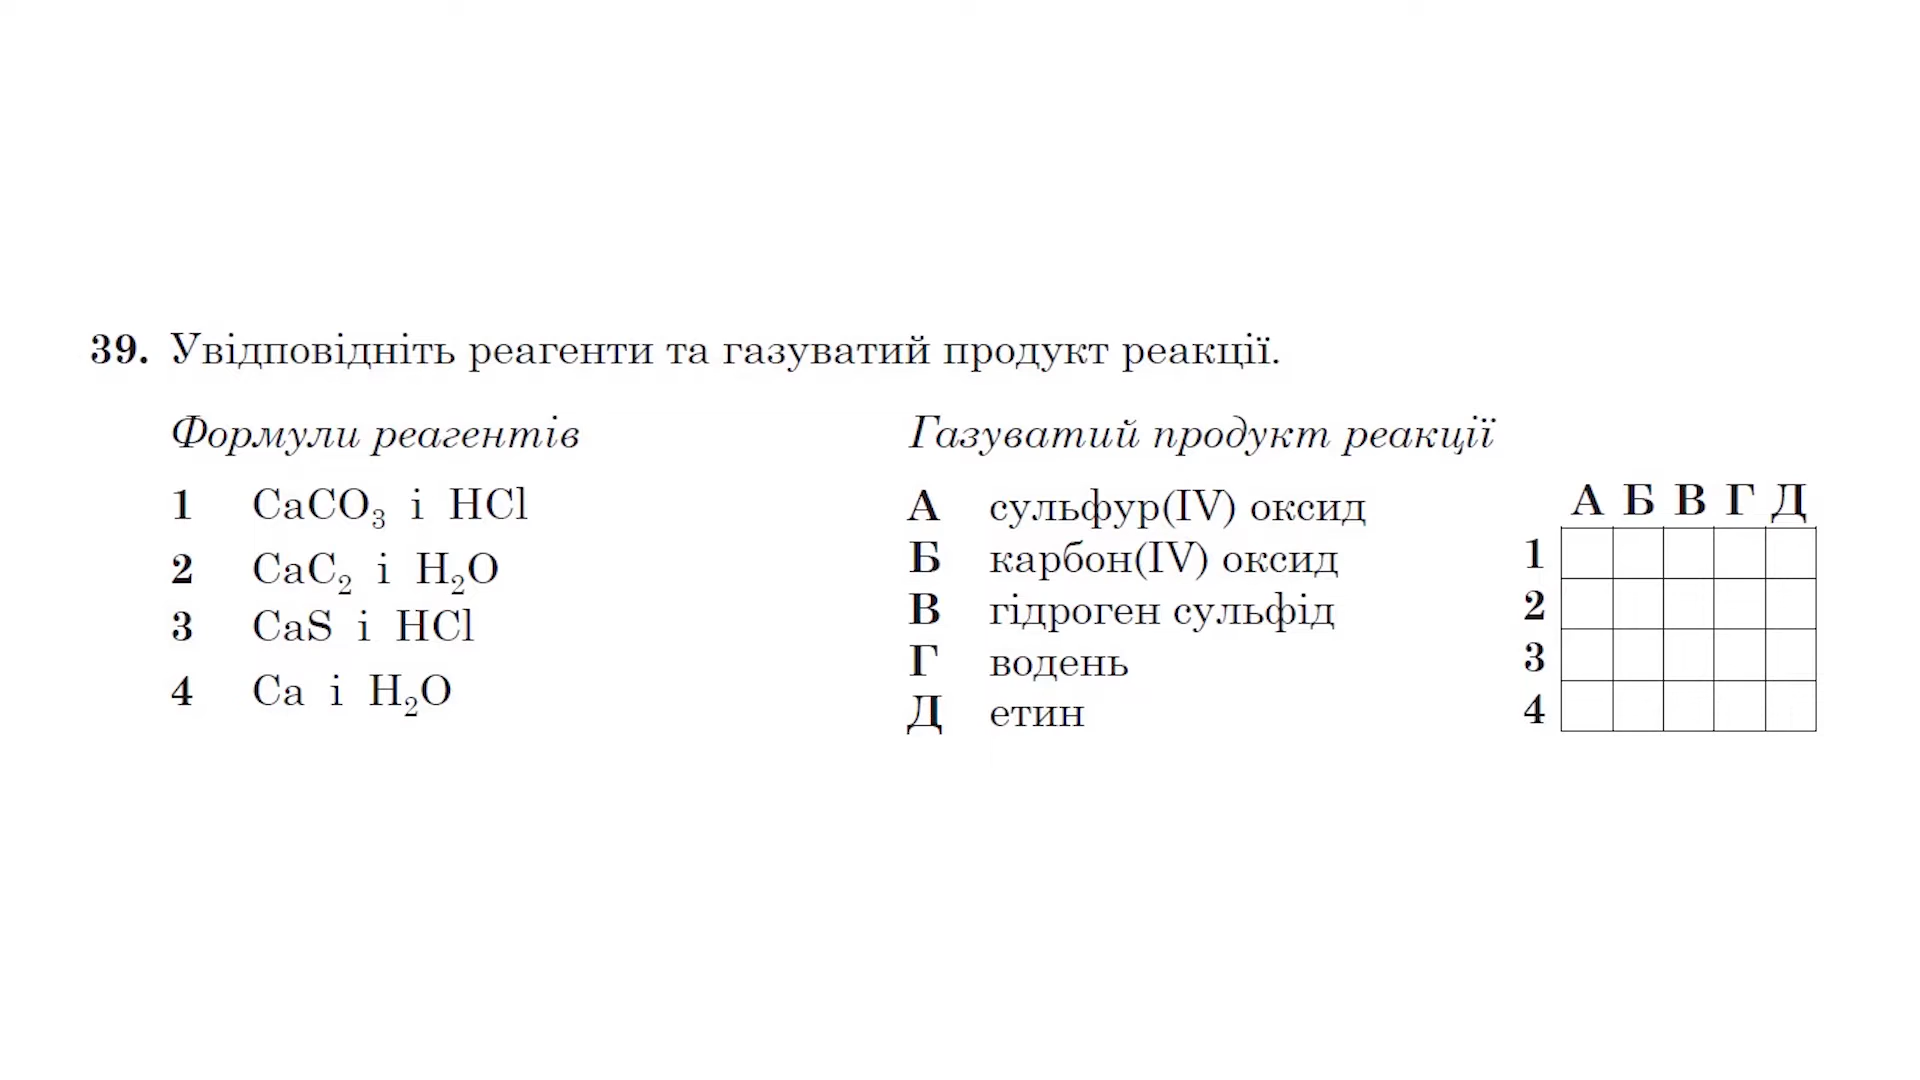 39. Увідповідніть реагенти та газуватий продукт реакції.
Формули реагентів
1 CaCO₃ і HCl
2 CaC₂ і H₂O
3 CaS і HCl
4 Ca і H₂O
Газуватий продукт реакції
А сульфур(IV) оксид
Б карбон(IV) оксид
В гідроген сульфід
Г водень
Д етин
А Б В Г Д
1
2
3
4